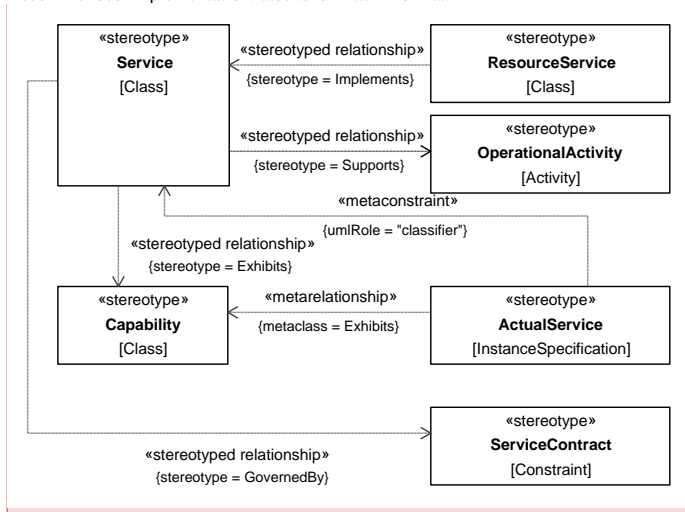 «stereotype»
Service
[Class]
«stereotyped relationship»
{stereotype = Implements}
«stereotype»
ResourceService
[Class]
«stereotyped relationship»
{stereotype = Supports}
«stereotype»
OperationalActivity
[Activity]
«metaconstraint»
{umlRole = "classifier"}
«stereotyped relationship»
{stereotype = Exhibits}
«stereotype»
Capability
[Class]
«metarelationship»
{metaclass = Exhibits}
«stereotype»
ActualService
[InstanceSpecification]
«stereotyped relationship»
{stereotype = GovernedBy}
«stereotype»
ServiceContract
[Constraint]